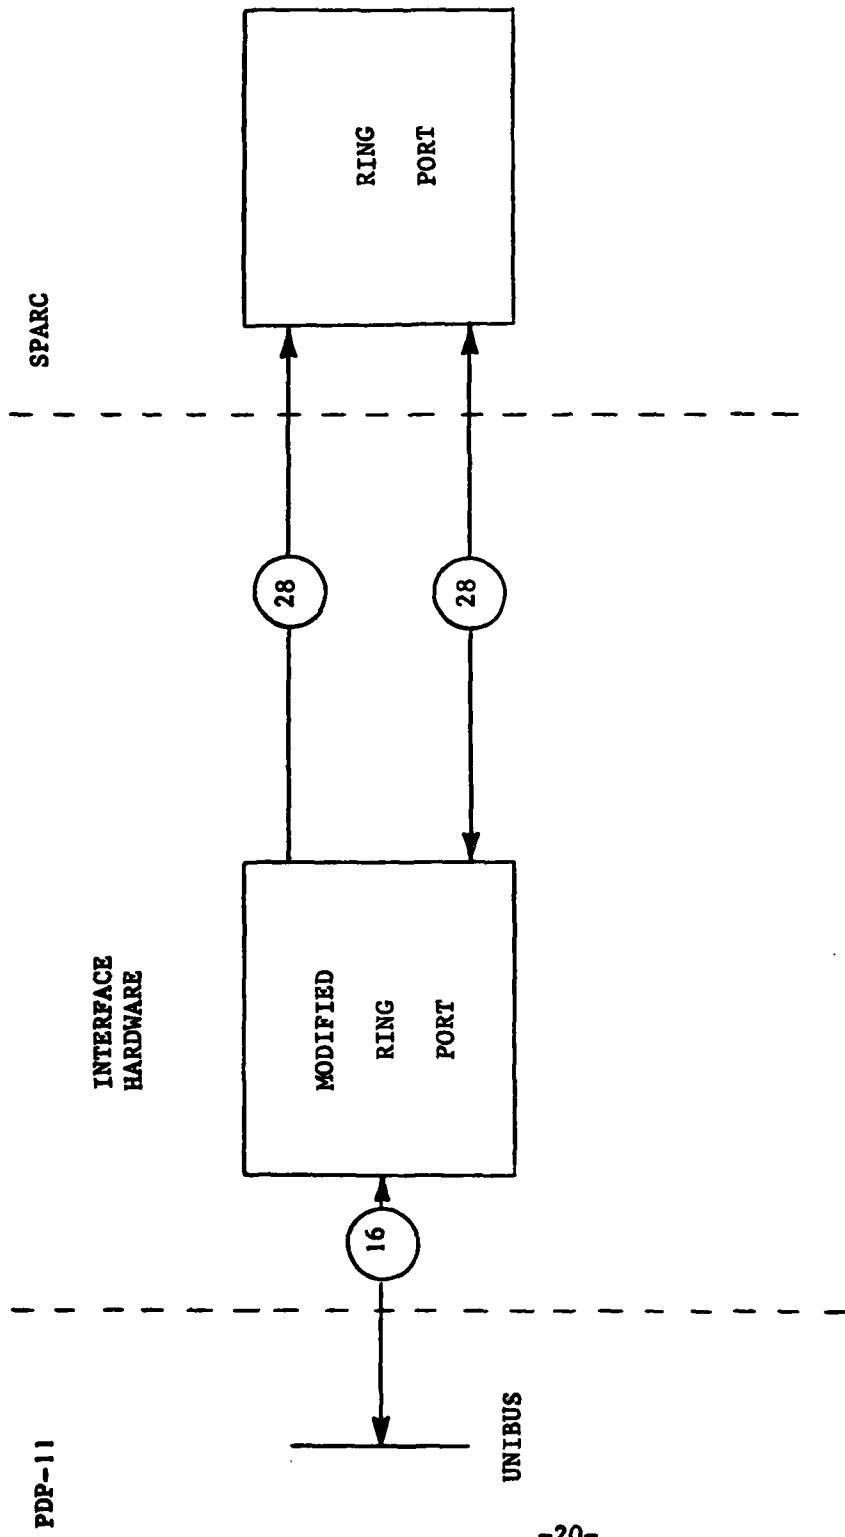 PDP-11
INTERFACE
HARDWARE
SPARC
16
MODIFIED
RING
PORT
28
28
RING
PORT
UNIBUS
-20-